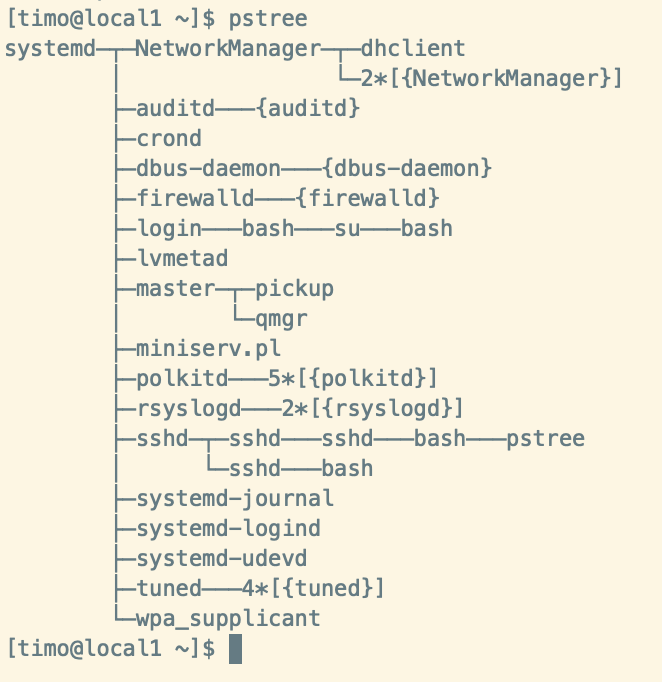 [timo@local1 ~]$ pstree
systemd─┬─NetworkManager─┬─dhclient
        │                └─2*[{NetworkManager}]
        ├─auditd───{auditd}
        ├─crond
        ├─dbus-daemon───{dbus-daemon}
        ├─firewalld───{firewalld}
        ├─login───bash───su───bash
        ├─lvmetad
        ├─master─┬─pickup
        │        └─qmgr
        ├─miniserv.pl
        ├─polkitd───5*[{polkitd}]
        ├─rsyslogd───2*[{rsyslogd}]
        ├─sshd─┬─sshd───sshd───bash───pstree
        │      └─sshd───bash
        ├─systemd-journal
        ├─systemd-logind
        ├─systemd-udevd
        ├─tuned───4*[{tuned}]
        └─wpa_supplicant
[timo@local1 ~]$